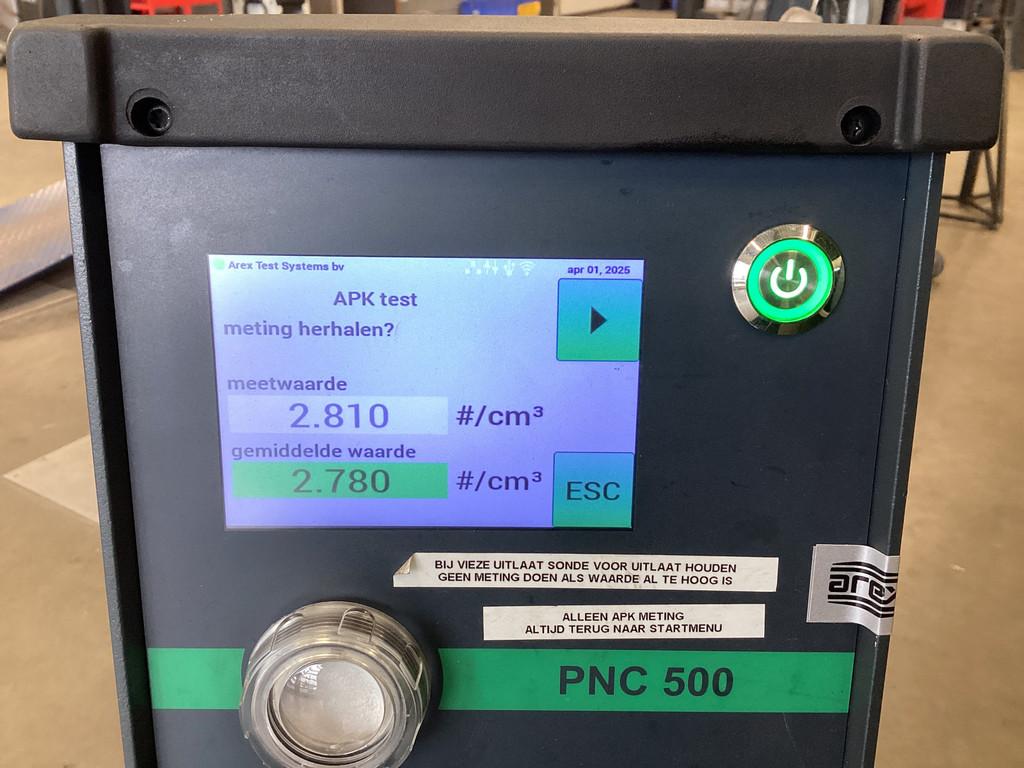 Arex Test Systems bv
apr 01, 2025
APK test
meting herhalen?
meetwaarde
2.810 #/cm³
gemiddelde waarde
2.780 #/cm³
ESC
BIJ VIEZE UITLAAT SONDE VOOR UITLAAT HOUDEN
GEEN METING DOEN ALS WAARDE AL TE HOOG IS
arex
ALLEEN APK METING
ALTIJD TERUG NAAR STARTMENU
PNC 500